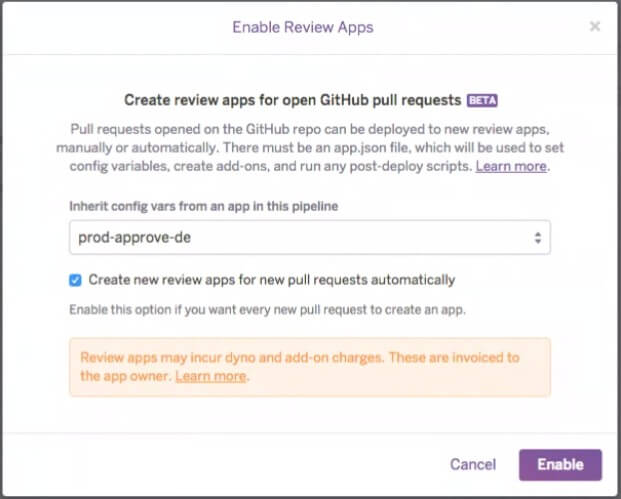 Enable Review Apps
×
Create review apps for open GitHub pull requests BETA
Pull requests opened on the GitHub repo can be deployed to new review apps,
manually or automatically. There must be an app.json file, which will be used to set
config variables, create add-ons, and run any post-deploy scripts. Learn more.
Inherit config vars from an app in this pipeline
prod-approve-de
Create new review apps for new pull requests automatically
Enable this option if you want every new pull request to create an app.
Review apps may incur dyno and add-on charges. These are invoiced to
the app owner. Learn more.
Cancel Enable